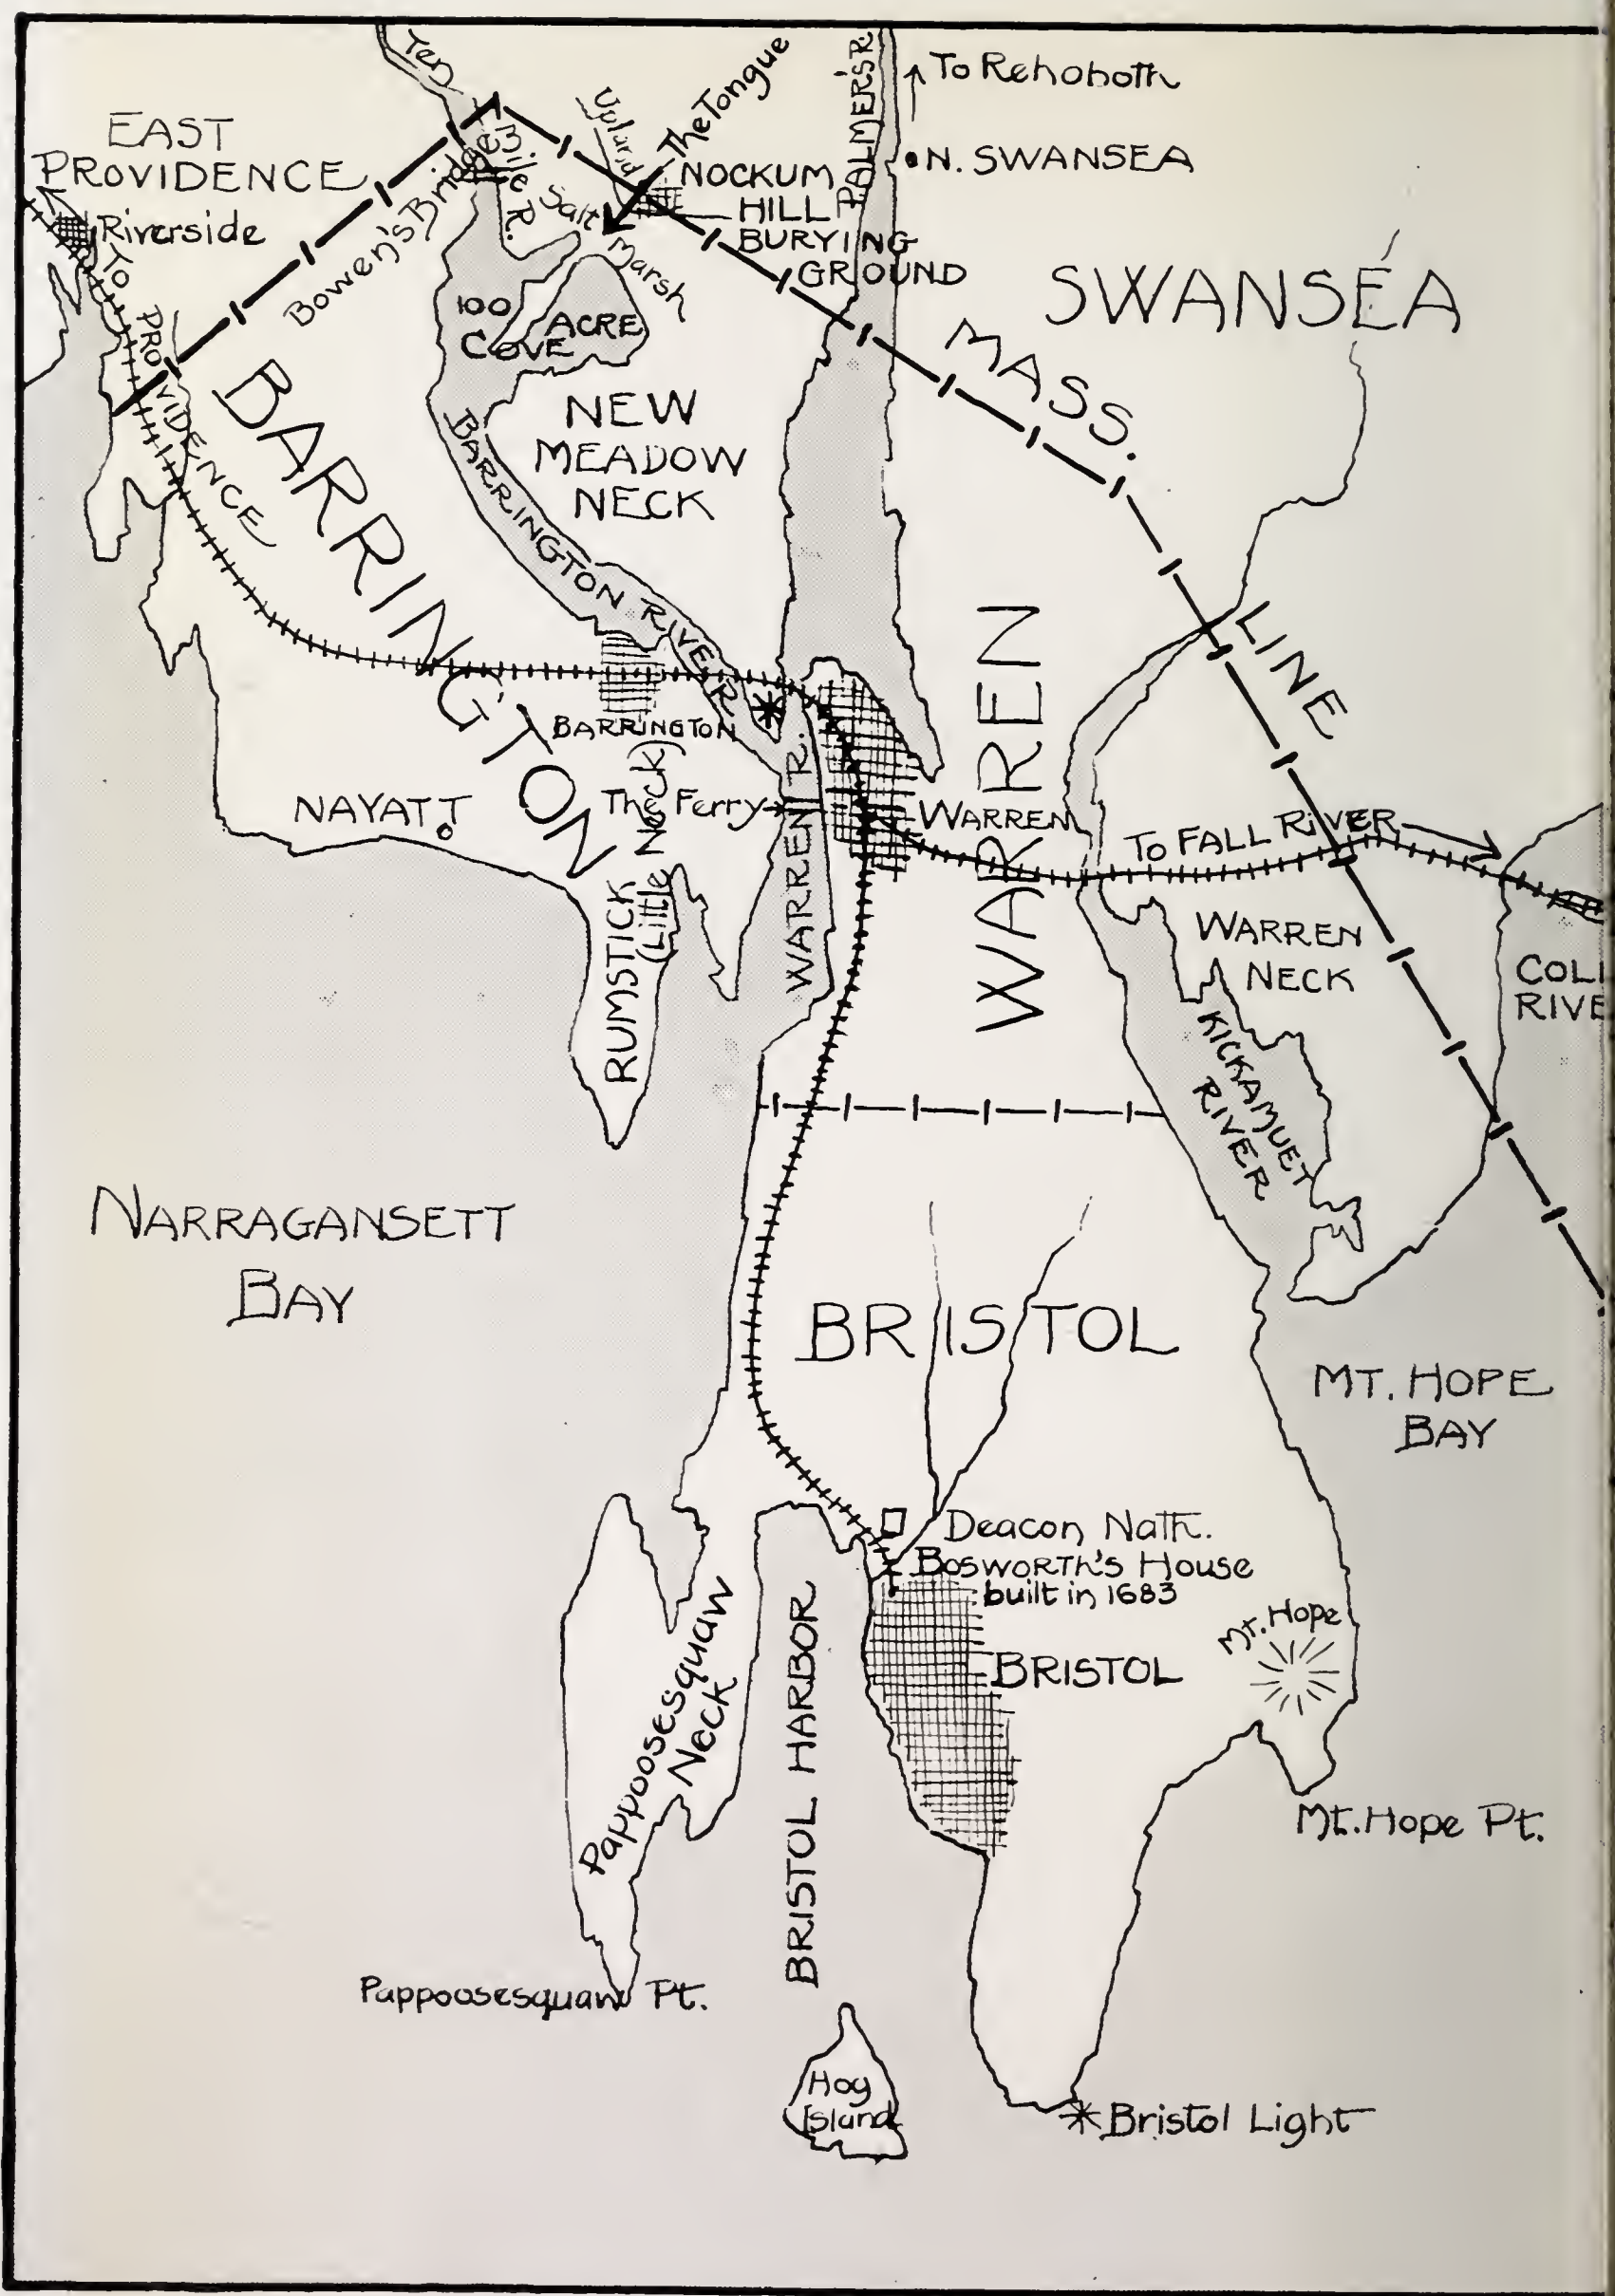 Ten
Mile
R.
Upland
The Tongue
PALMER'S R.
To Rehoboth
EAST
PROVIDENCE
Riverside
Bowen's Bridge
Salt
Marsh
NOCKUM
HILL
BURYING
GROUND
N. SWANSEA
SWANSEA
TO
PROVIDENCE
100
ACRE
COVE
MASS.
LINE
BARRINGTON
NEW
MEADOW
NECK
BARRINGTON RIVER
BARRINGTON
NAYATT
The Ferry
WARREN R.
WARREN
WARREN
TO FALL RIVER
RUMSTICK
(Little Neck)
WARREN
NECK
COLE
RIVE
KICKAMUET
RIVER
NARRAGANSETT
BAY
BRISTOL
MT. HOPE
BAY
Deacon Nath.
BOSWORTH'S House
built in 1683
Mt. Hope
BRISTOL
Pappoosesquaw
Neck
BRISTOL HARBOR
Mt. Hope Pt.
Pappoosesquaw Pt.
Hog
Island
Bristol Light